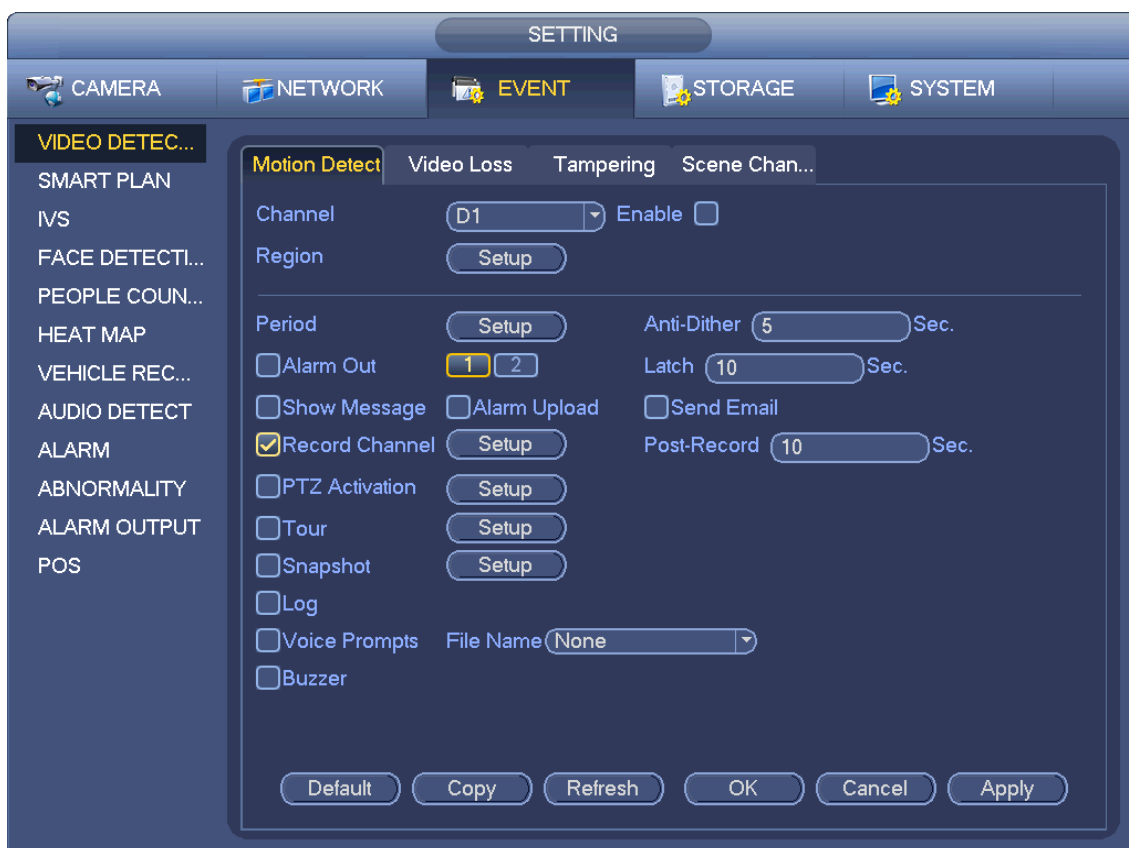 SETTING
CAMERA NETWORK EVENT STORAGE SYSTEM
VIDEO DETEC...
SMART PLAN
IVS
FACE DETECTI...
PEOPLE COUN...
HEAT MAP
VEHICLE REC...
AUDIO DETECT
ALARM
ABNORMALITY
ALARM OUTPUT
POS
Motion Detect Video Loss Tampering Scene Chan...
Channel D1 Enable
Region Setup
Period Setup Anti-Dither 5 Sec.
Alarm Out 1 2 Latch 10 Sec.
Show Message Alarm Upload Send Email
Record Channel Setup Post-Record 10 Sec.
PTZ Activation Setup
Tour Setup
Snapshot Setup
Log
Voice Prompts File Name None
Buzzer
Default Copy Refresh OK Cancel Apply